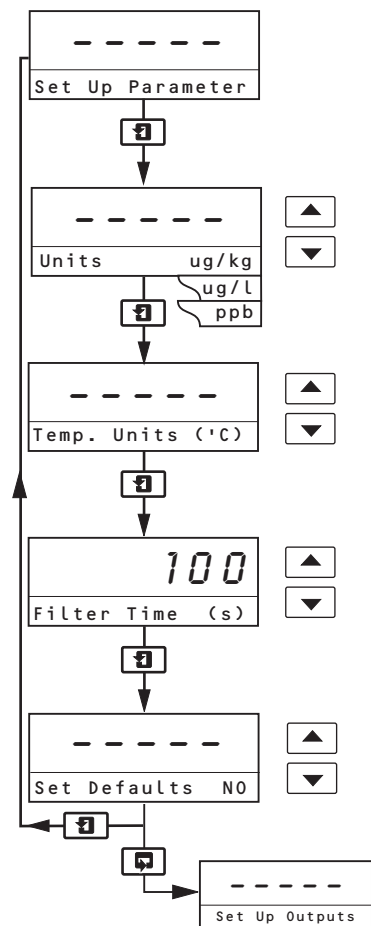 - - - - -
Set Up Parameter
- - - - -
Units ug/kg
ug/l
ppb
- - - - -
Temp. Units ('C)
100
Filter Time (s)
- - - - -
Set Defaults NO
- - - - -
Set Up Outputs